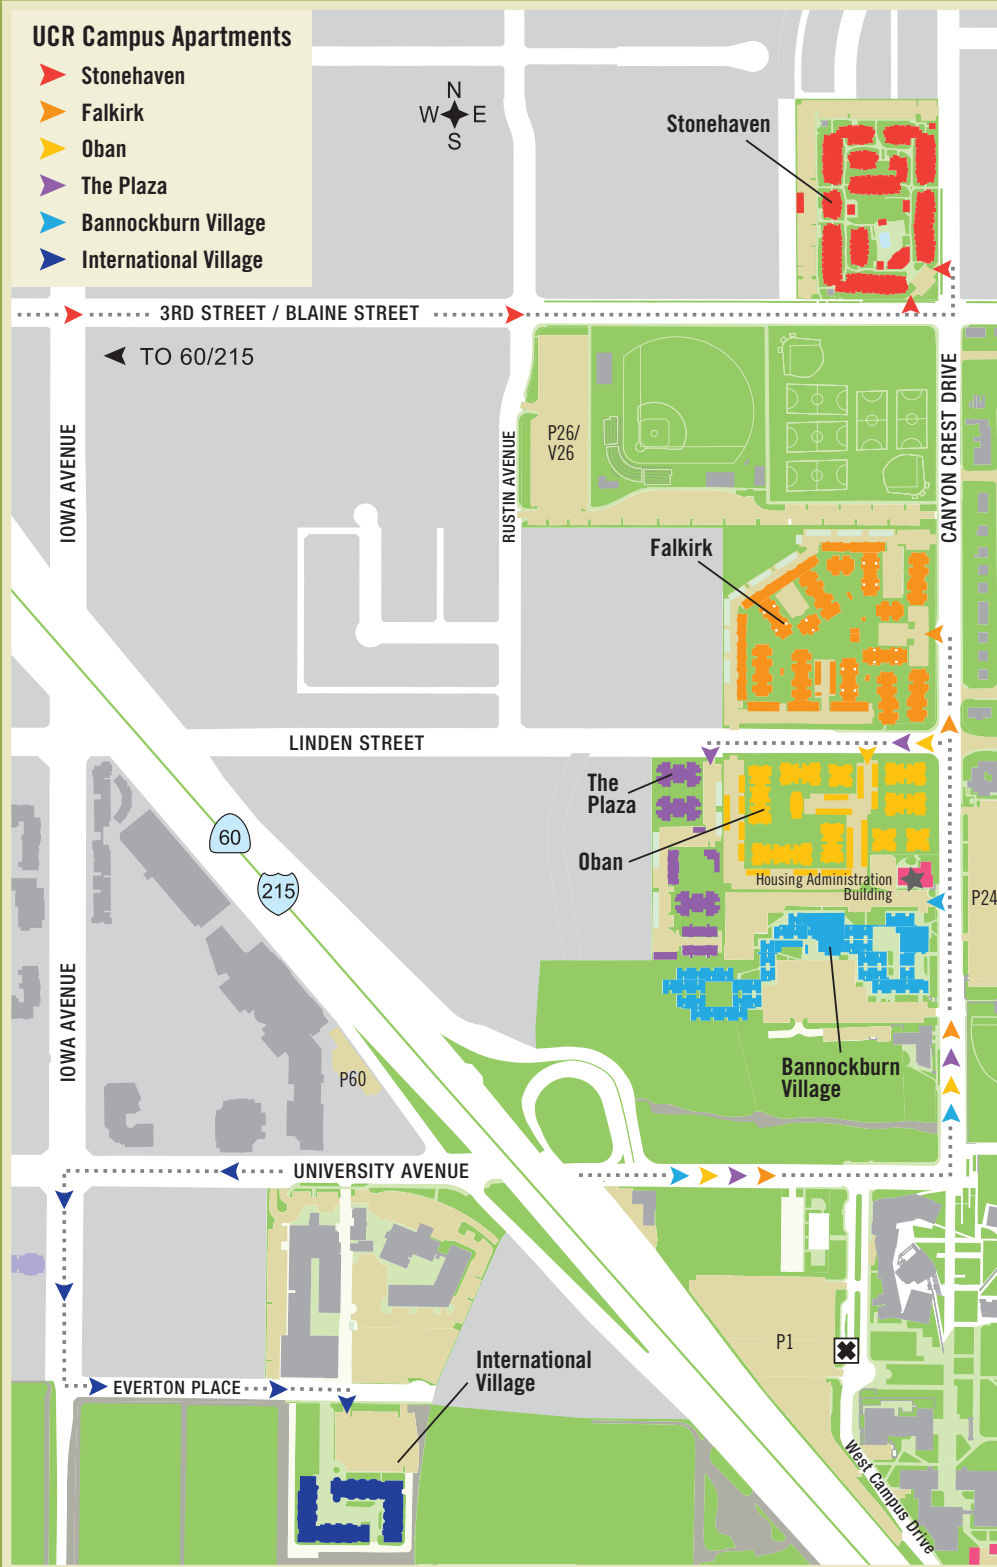 UCR Campus Apartments
Stonehaven
Falkirk
Oban
The Plaza
Bannockburn Village
International Village
N
W E
S
Stonehaven
3RD STREET / BLAINE STREET
TO 60/215
IOWA AVENUE
RUSTIN AVENUE
P26/
V26
CANYON CREST DRIVE
Falkirk
LINDEN STREET
The
Plaza
Oban
60
215
Housing Administration
Building
P24
IOWA AVENUE
P60
Bannockburn
Village
UNIVERSITY AVENUE
P1
International
Village
EVERTON PLACE
West Campus Drive